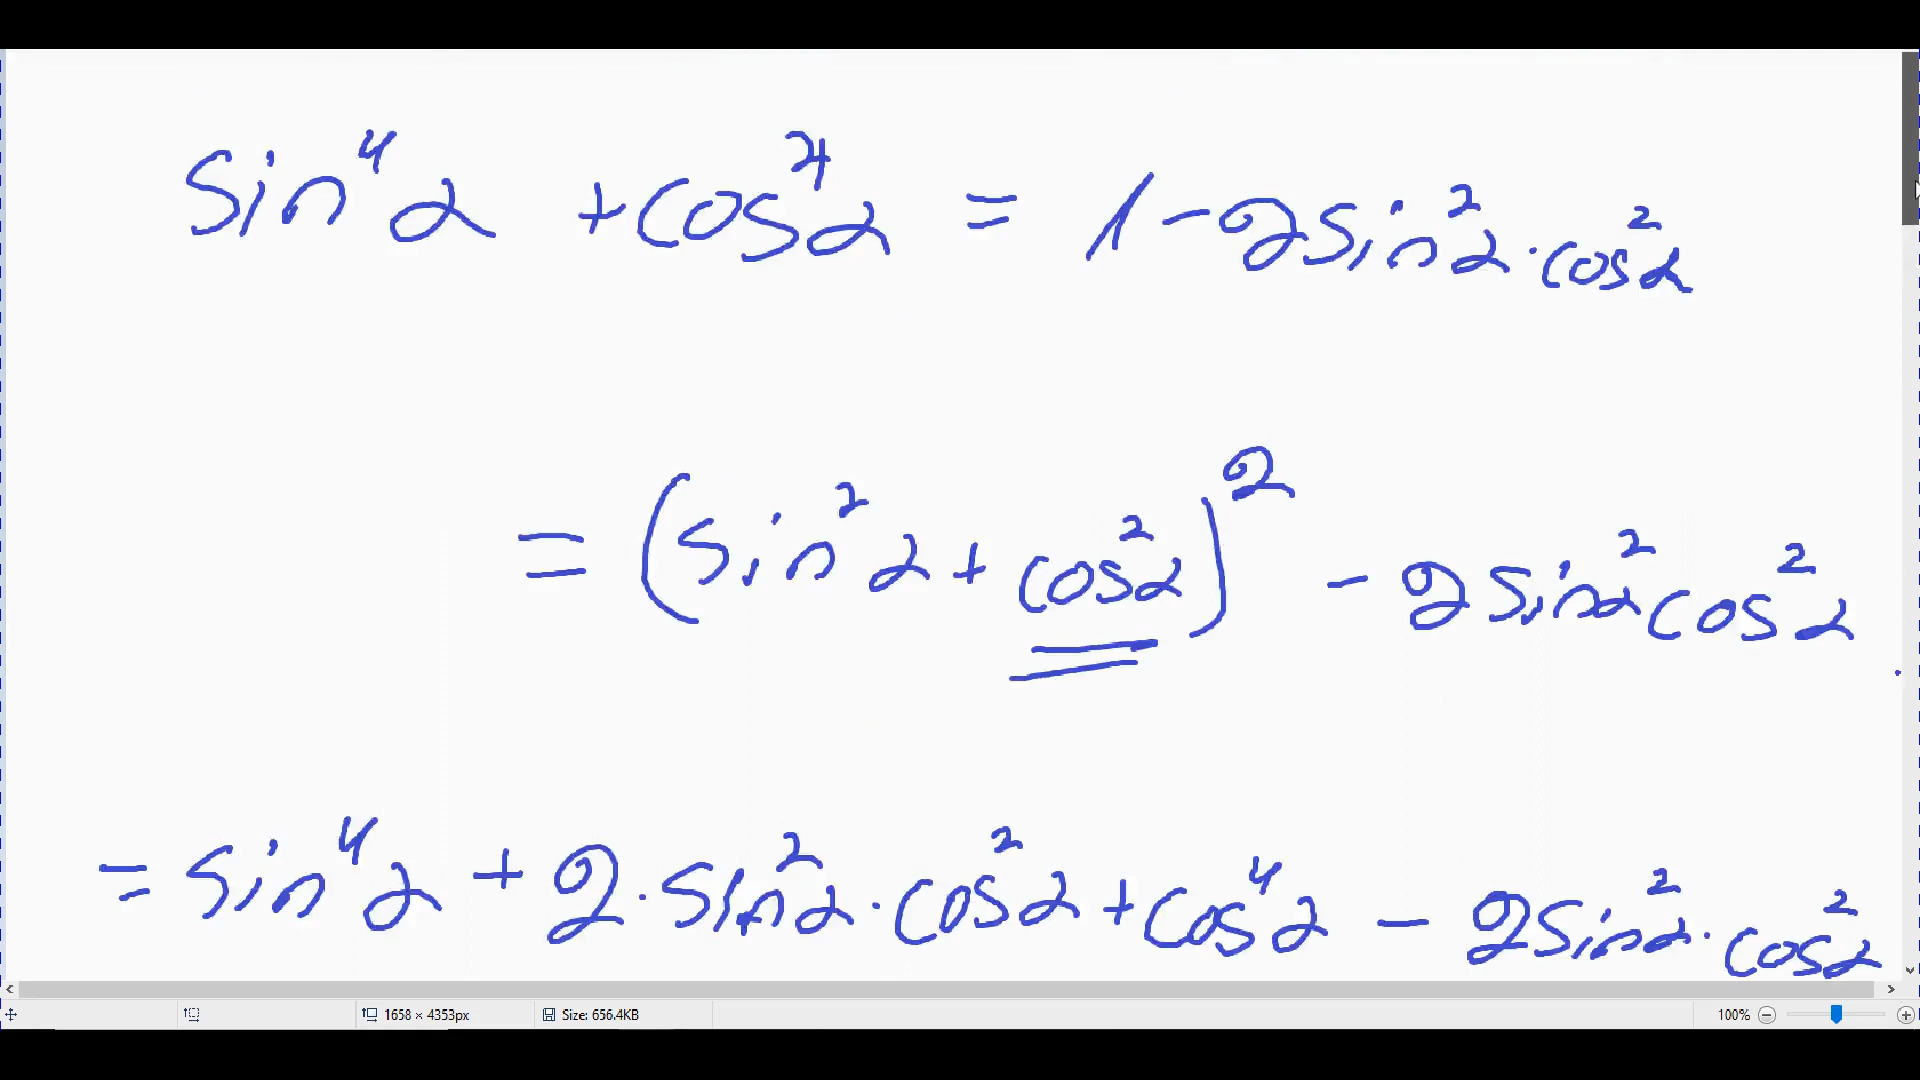 sin⁴α + cos⁴α = 1 - 2sin²α · cos²α
= (sin²α + cos²α)² - 2sin²α cos²α
= sin⁴α + 2 · sin²α · cos²α + cos⁴α - 2sin²α · cos²α
1658 × 4353px Size: 656.4KB 100%